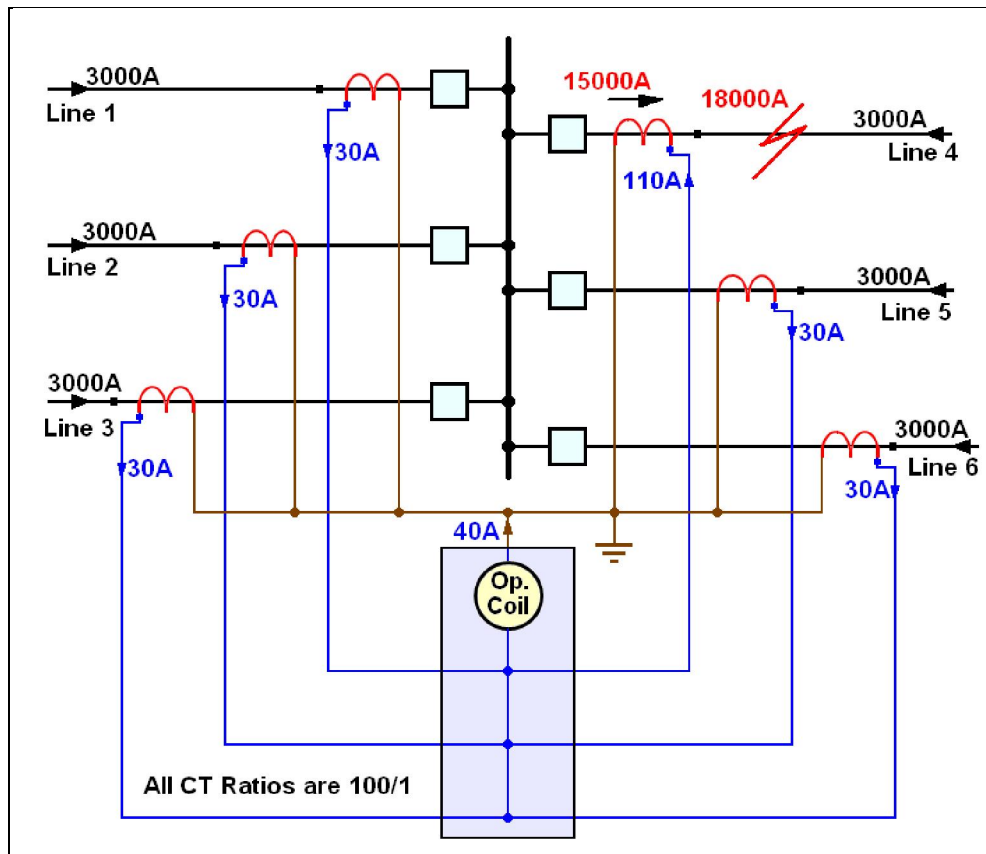 3000A
Line 1
30A
15000A
18000A
3000A
Line 4
110A
3000A
Line 2
30A
3000A
Line 5
30A
3000A
Line 3
30A
3000A
Line 6
30A
40A
Op.
Coil
All CT Ratios are 100/1